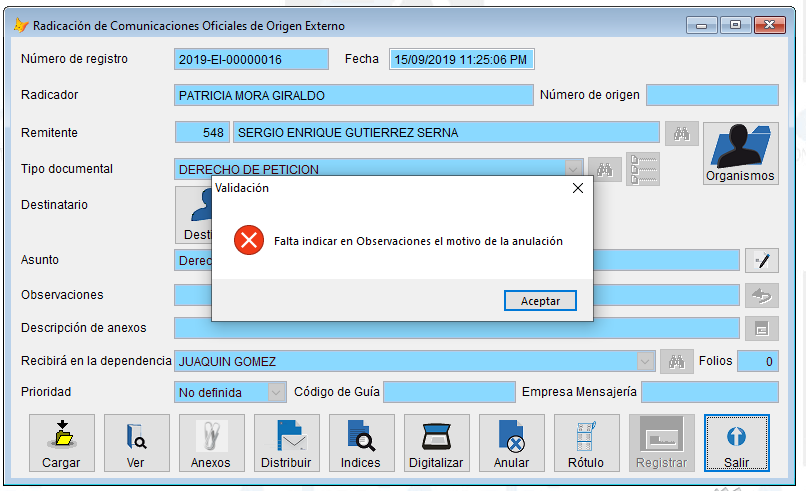 Radicación de Comunicaciones Oficiales de Origen Externo
Número de registro 2019-EI-00000016 Fecha 15/09/2019 11:25:06 PM
Radicador PATRICIA MORA GIRALDO Número de origen
Remitente 548 SERGIO ENRIQUE GUTIERREZ SERNA
Organismos
Tipo documental DERECHO DE PETICION
Validación
Destinatario
Desti
Falta indicar en Observaciones el motivo de la anulación
Asunto Derec
Observaciones
Aceptar
Descripción de anexos
Recibirá en la dependencia JUAQUIN GOMEZ Folios 0
Prioridad No definida Código de Guía Empresa Mensajería
Cargar Ver Anexos Distribuir Indices Digitalizar Anular Rótulo Registrar Salir